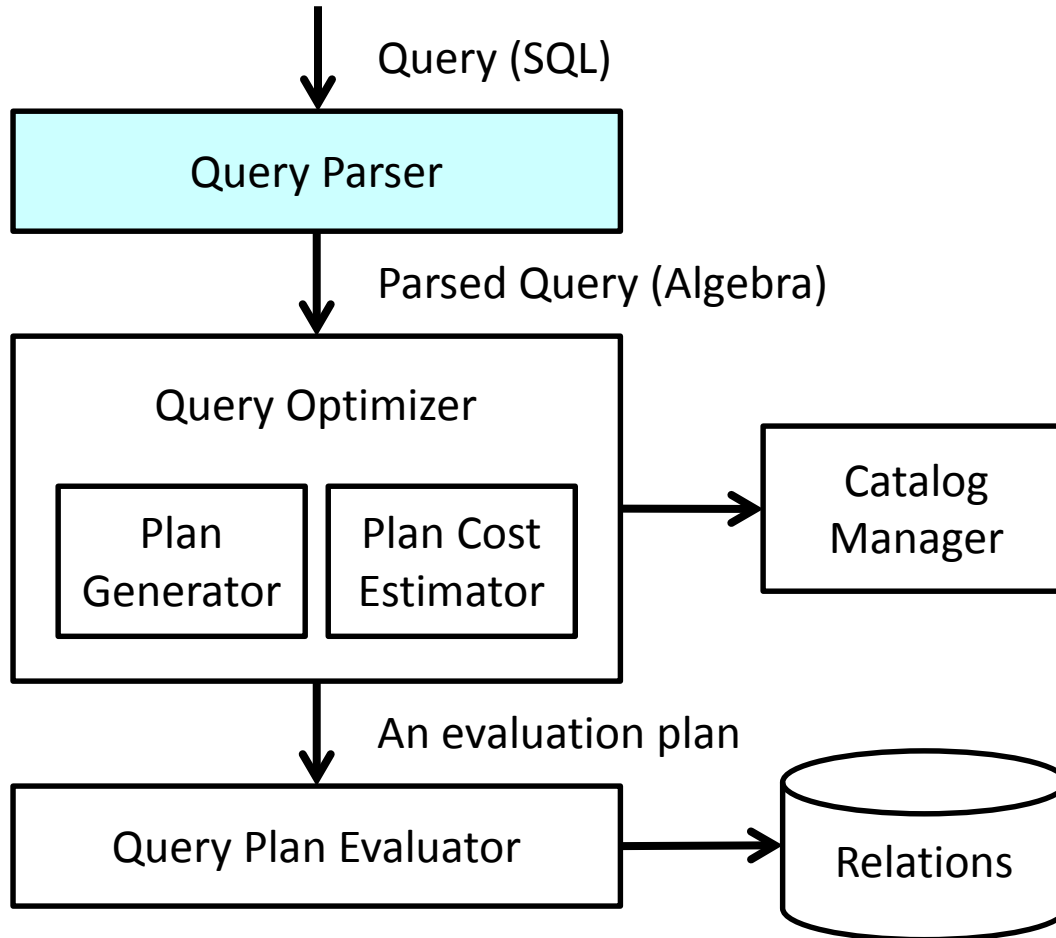 Query (SQL)
Query Parser
Parsed Query (Algebra)
Query Optimizer
Plan
Generator
Plan Cost
Estimator
Catalog
Manager
An evaluation plan
Query Plan Evaluator
Relations